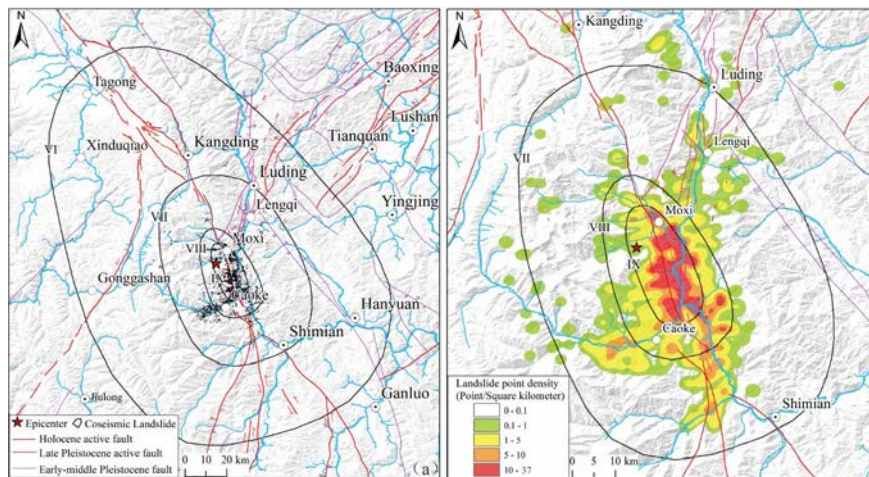 N
Tagong
Baoxing
Lushan
VI
Xinduqiao
Kangding
Tianquan
Luding
Lengqi
Yingjing
VII
Moxi
VIII
IX
Gonggashan
Caoke
Hanyuan
Shimian
Jiulong
Ganluo
Epicenter
Coseismic Landslide
Holocene active fault
Late Pleistocene active fault
Early-middle Pleistocene fault
0 10 20 km
(a)
N
Kangding
Luding
Lengqi
VII
Moxi
VIII
IX
Caoke
Shimian
Landslide point density
(Point/Square kilometer)
0 - 0.1
0.1 - 1
1 - 5
5 - 10
10 - 37
0 5 10 km